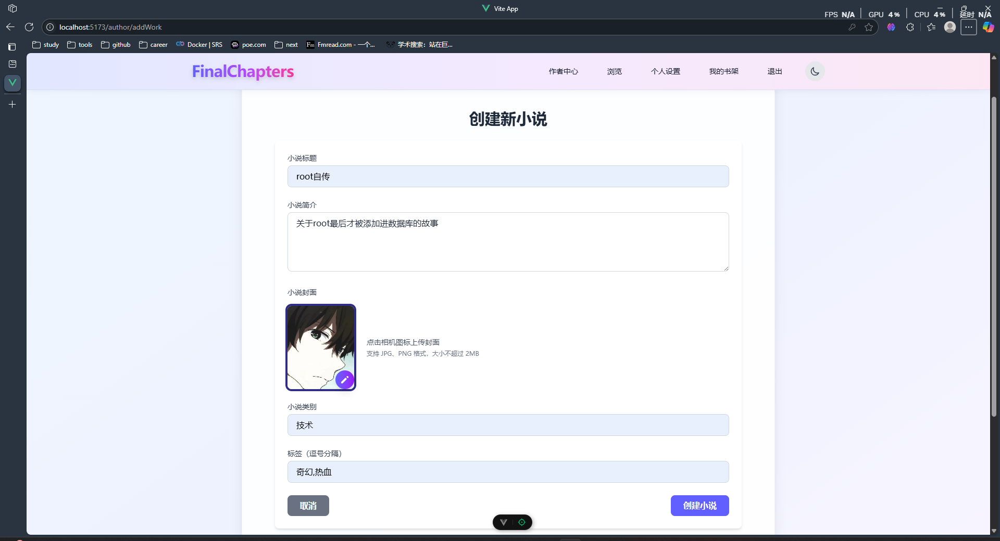 Vite App
FPS N/A GPU 4% CPU 4% 延时 N/A
localhost:5173/author/addWork
study
tools
github
career
Docker | SRS
poe.com
next
Fm
Fmread.com - 一个...
学术搜索：站在巨...
FinalChapters
作者中心
浏览
个人设置
我的书架
退出
创建新小说
小说标题
root自传
小说简介
关于root最后才被添加进数据库的故事
小说封面
点击相机图标上传封面
支持 JPG、PNG 格式，大小不超过 2MB
小说类别
技术
标签（逗号分隔）
奇幻,热血
取消
创建小说